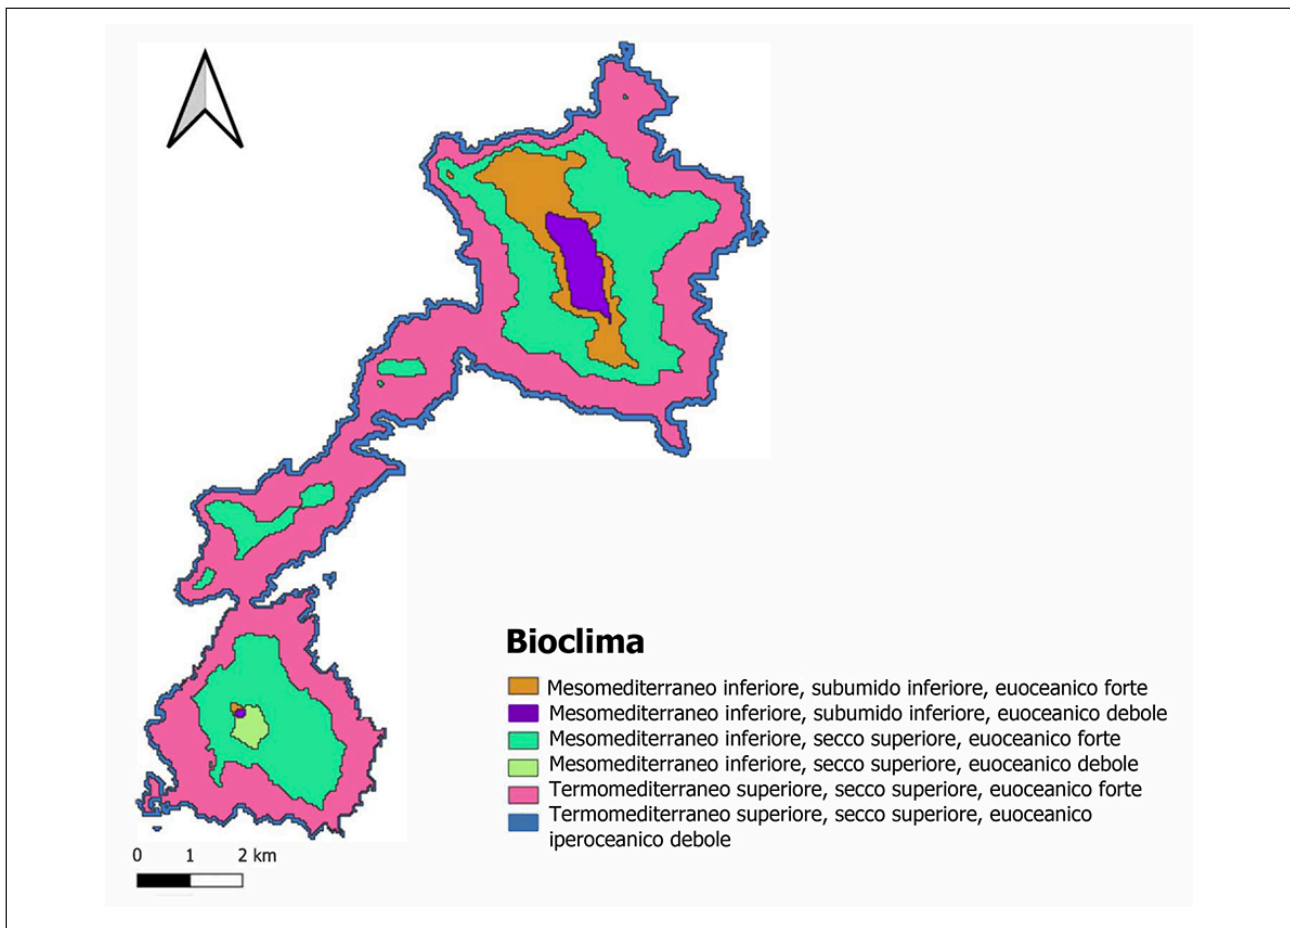 Bioclima
Mesomediterraneo inferiore, subumido inferiore, euoceanico forte
Mesomediterraneo inferiore, subumido inferiore, euoceanico debole
Mesomediterraneo inferiore, secco superiore, euoceanico forte
Mesomediterraneo inferiore, secco superiore, euoceanico debole
Termomediterraneo superiore, secco superiore, euoceanico forte
Termomediterraneo superiore, secco superiore, euoceanico
iperoceanico debole
0 1 2 km